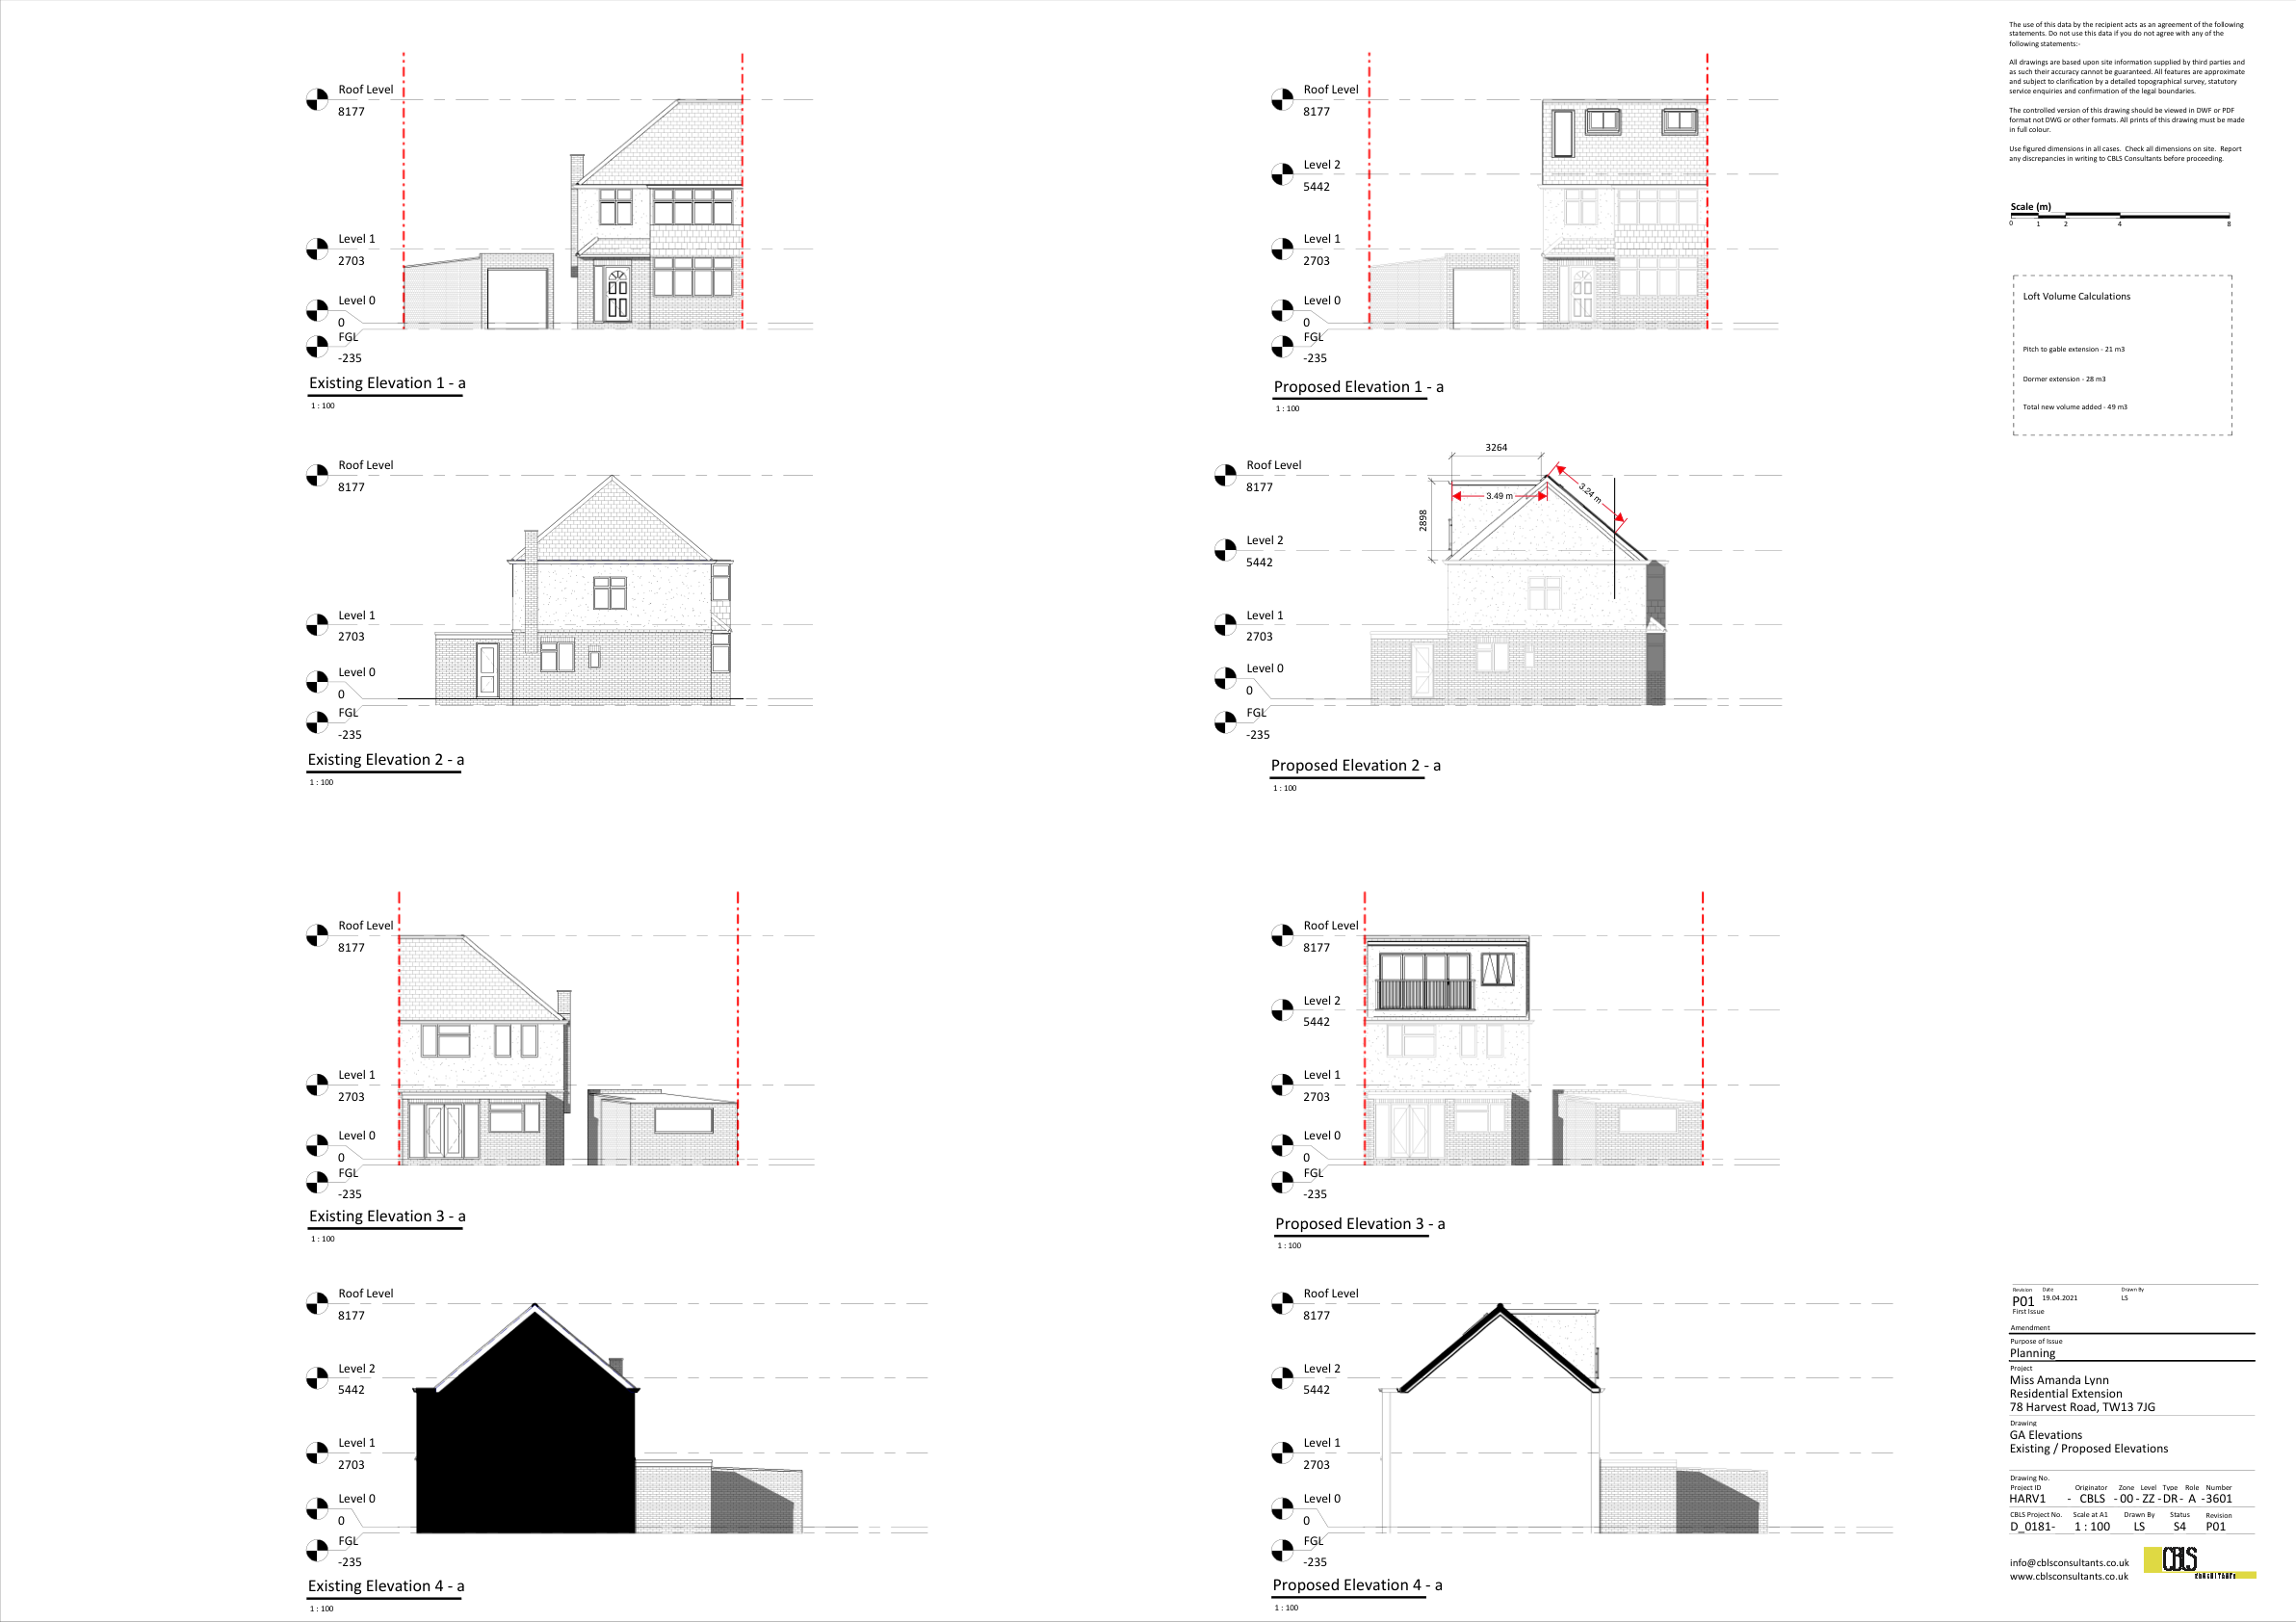 Roof Level
8177
Level 1
2703
Level 0
0
FGL
-235
Existing Elevation 1 - a
1 : 100
Roof Level
8177
Level 2
5442
Level 1
2703
Level 0
0
FGL
-235
Proposed Elevation 1 - a
1 : 100
Roof Level
8177
Level 1
2703
Level 0
0
FGL
-235
Existing Elevation 2 - a
1 : 100
3264
3.49 m
3.24 m
2898
Roof Level
8177
Level 2
5442
Level 1
2703
Level 0
0
FGL
-235
Proposed Elevation 2 - a
1 : 100
Roof Level
8177
Level 1
2703
Level 0
0
FGL
-235
Existing Elevation 3 - a
1 : 100
Roof Level
8177
Level 2
5442
Level 1
2703
Level 0
0
FGL
-235
Proposed Elevation 3 - a
1 : 100
Roof Level
8177
Level 2
5442
Level 1
2703
Level 0
0
FGL
-235
Existing Elevation 4 - a
1 : 100
Roof Level
8177
Level 2
5442
Level 1
2703
Level 0
0
FGL
-235
Proposed Elevation 4 - a
1 : 100
The use of this data by the recipient acts as an agreement of the following
statements. Do not use this data if you do not agree with any of the
following statements:-
All drawings are based upon site information supplied by third parties and
as such their accuracy cannot be guaranteed. All features are approximate
and subject to clarification by a detailed topographical survey, statutory
service enquiries and confirmation of the legal boundaries.
The controlled version of this drawing should be viewed in DWF or PDF
format not DWG or other formats. All prints of this drawing must be made
in full colour.
Use figured dimensions in all cases. Check all dimensions on site. Report
any discrepancies in writing to CBLS Consultants before proceeding.
Scale (m)
0 1 2 4 8
Loft Volume Calculations
Pitch to gable extension - 21 m3
Dormer extension - 28 m3
Total new volume added - 49 m3
Revision Date Drawn By
P01 19.04.2021 LS
First Issue
Amendment
Purpose of Issue
Planning
Project
Miss Amanda Lynn
Residential Extension
78 Harvest Road, TW13 7JG
Drawing
GA Elevations
Existing / Proposed Elevations
Drawing No.
Project ID Originator Zone Level Type Role Number
HARV1 - CBLS - 00 - ZZ - DR - A - 3601
CBLS Project No. Scale at A1 Drawn By Status Revision
D_0181- 1 : 100 LS S4 P01
info@cblsconsultants.co.uk
www.cblsconsultants.co.uk
CBLS
CONSULTANTS